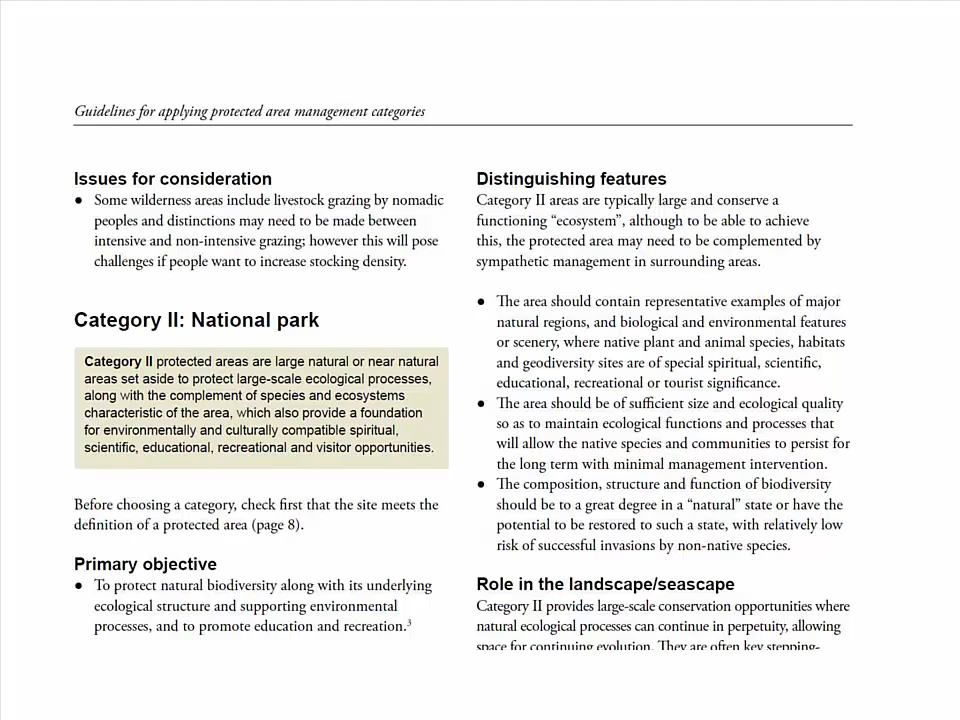 Guidelines for applying protected area management categories
Issues for consideration
● Some wilderness areas include livestock grazing by nomadic
peoples and distinctions may need to be made between
intensive and non-intensive grazing; however this will pose
challenges if people want to increase stocking density.
Category II: National park
Category II protected areas are large natural or near natural
areas set aside to protect large-scale ecological processes,
along with the complement of species and ecosystems
characteristic of the area, which also provide a foundation
for environmentally and culturally compatible spiritual,
scientific, educational, recreational and visitor opportunities.
Before choosing a category, check first that the site meets the
definition of a protected area (page 8).
Primary objective
● To protect natural biodiversity along with its underlying
ecological structure and supporting environmental
processes, and to promote education and recreation.³
Distinguishing features
Category II areas are typically large and conserve a
functioning “ecosystem”, although to be able to achieve
this, the protected area may need to be complemented by
sympathetic management in surrounding areas.
● The area should contain representative examples of major
natural regions, and biological and environmental features
or scenery, where native plant and animal species, habitats
and geodiversity sites are of special spiritual, scientific,
educational, recreational or tourist significance.
● The area should be of sufficient size and ecological quality
so as to maintain ecological functions and processes that
will allow the native species and communities to persist for
the long term with minimal management intervention.
● The composition, structure and function of biodiversity
should be to a great degree in a “natural” state or have the
potential to be restored to such a state, with relatively low
risk of successful invasions by non-native species.
Role in the landscape/seascape
Category II provides large-scale conservation opportunities where
natural ecological processes can continue in perpetuity, allowing
space for continuing evolution. They are often key stepping-